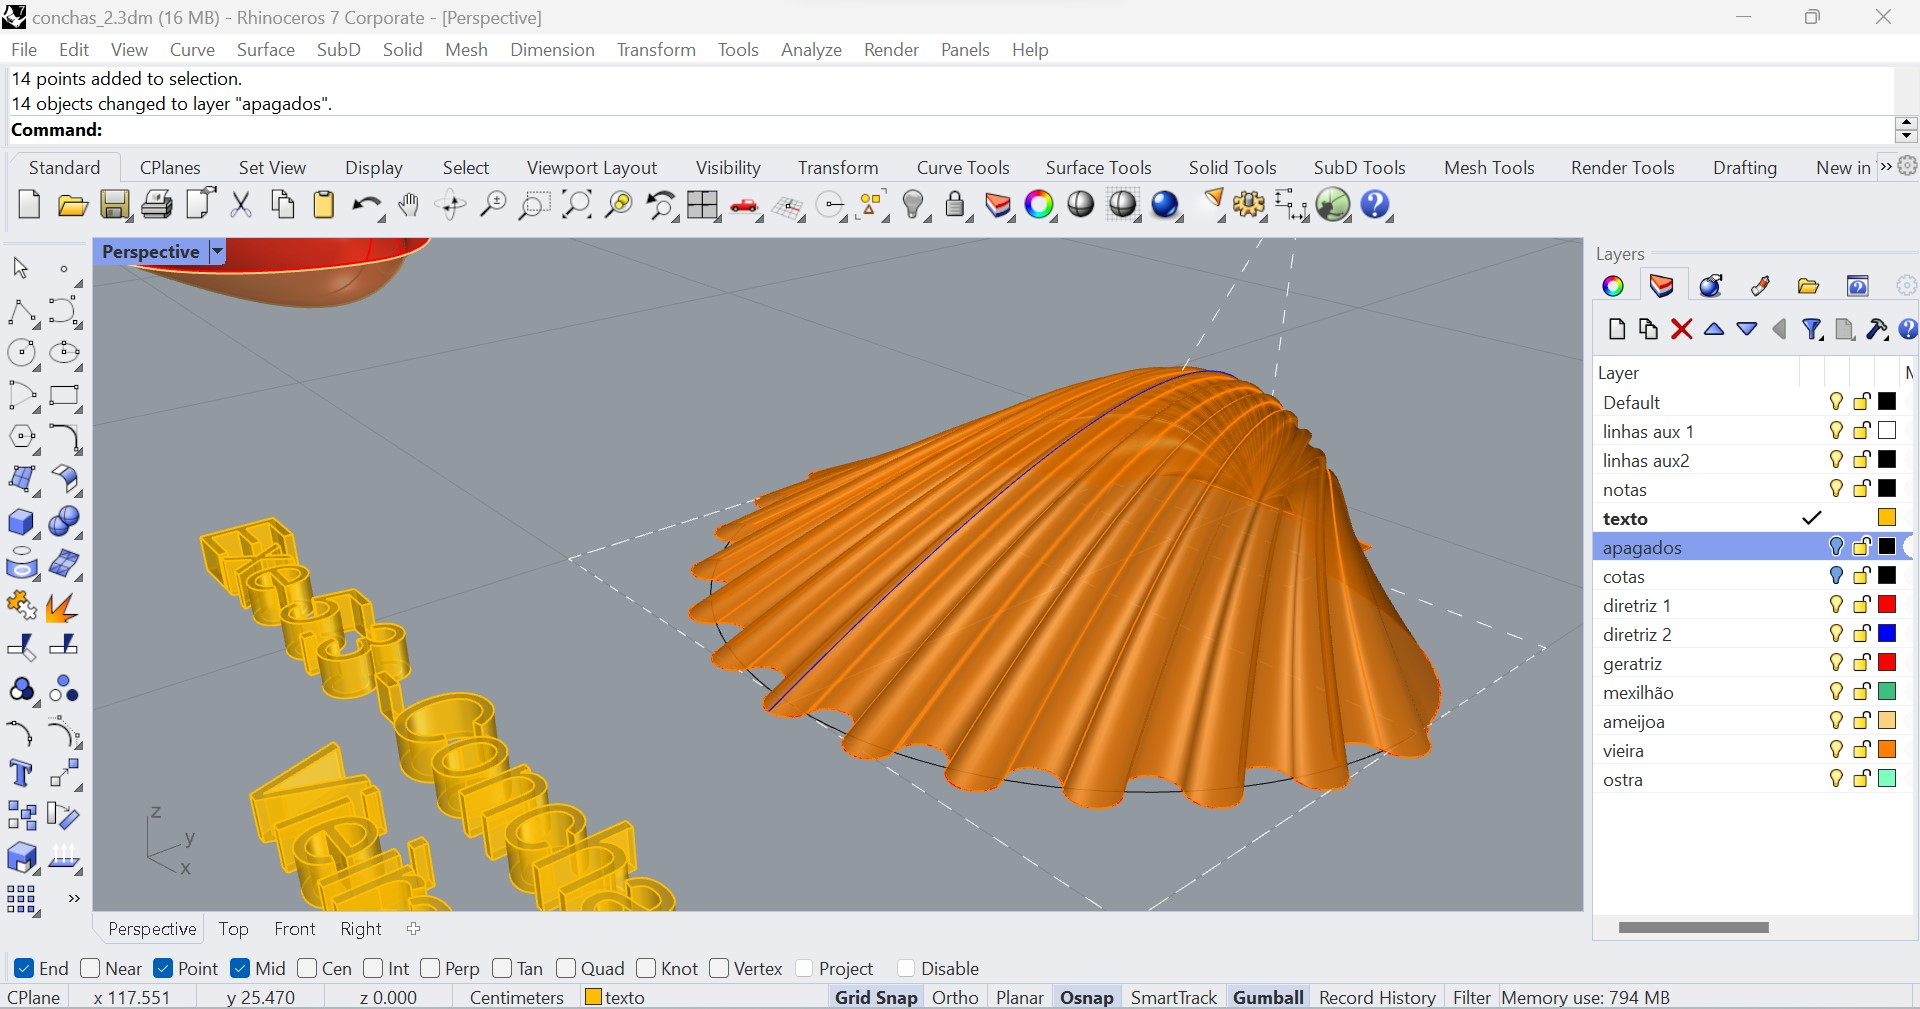 conchas_2.3dm (16 MB) - Rhinoceros 7 Corporate - [Perspective]
File Edit View Curve Surface SubD Solid Mesh Dimension Transform Tools Analyze Render Panels Help
14 points added to selection.
14 objects changed to layer "apagados".
Command:
Standard CPlanes Set View Display Select Viewport Layout Visibility Transform Curve Tools Surface Tools Solid Tools SubD Tools Mesh Tools Render Tools Drafting New in
Perspective
Layers
Layer
Default
linhas aux 1
linhas aux2
notas
texto
apagados
cotas
diretriz 1
diretriz 2
geratriz
mexilhão
ameijoa
vieira
ostra
z
y
x
Perspective Top Front Right
End Near Point Mid Cen Int Perp Tan Quad Knot Vertex Project Disable
CPlane x 117.551 y 25.470 z 0.000 Centimeters texto Grid Snap Ortho Planar Osnap SmartTrack Gumball Record History Filter Memory use: 794 MB